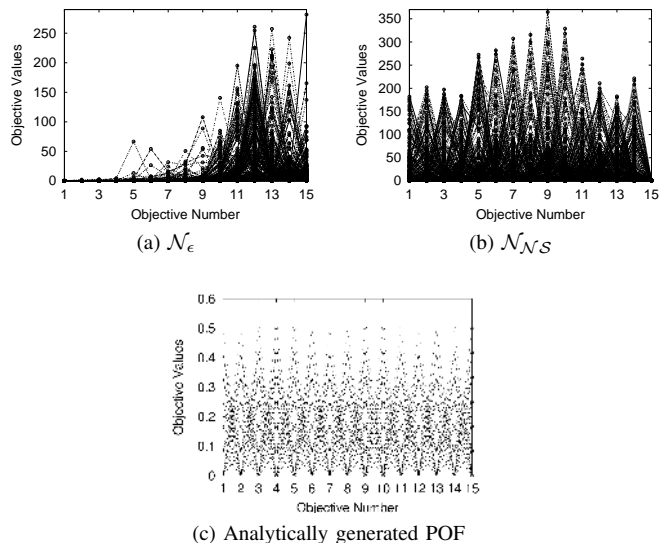 Objective Values
250
200
150
100
50
0
1 3 5 7 9 11 13 15
Objective Number
(a) 𝒩ϵ
Objective Values
350
300
250
200
150
100
50
0
1 3 5 7 9 11 13 15
Objective Number
(b) 𝒩𝒩𝒮
Objective Values
0.6
0.5
0.4
0.3
0.2
0.1
0
1 2 3 4 5 6 7 8 9 10 11 12 13 14 15
Objective Number
(c) Analytically generated POF